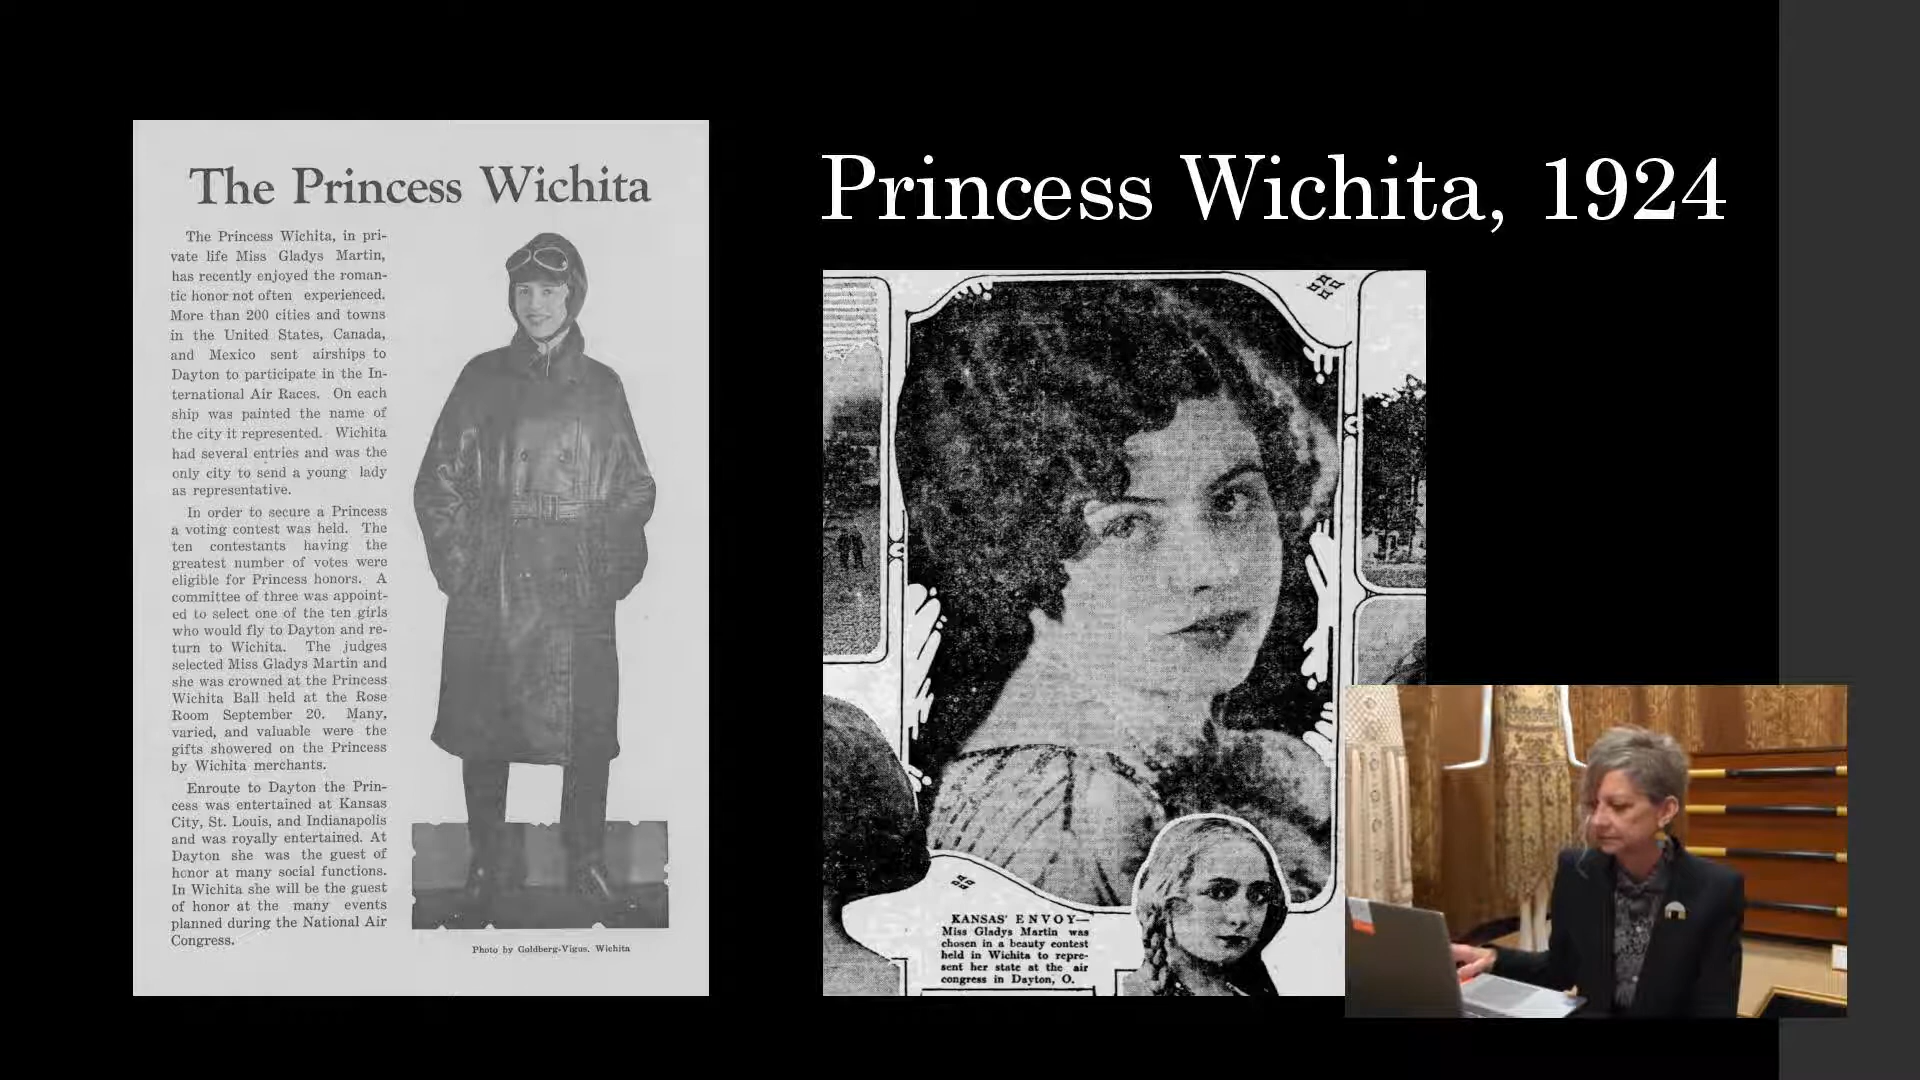 The Princess Wichita
The Princess Wichita, in pri-
vate life Miss Gladys Martin,
has recently enjoyed the roman-
tic honor not often experienced.
More than 200 cities and towns
in the United States, Canada,
and Mexico sent airships to
Dayton to participate in the In-
ternational Air Races. On each
ship was painted the name of
the city it represented. Wichita
had several entries and was the
only city to send a young lady
as representative.
In order to secure a Princess
a voting contest was held. The
ten contestants having the
greatest number of votes were
eligible for Princess honors. A
committee of three was appoint-
ed to select one of the ten girls
who would fly to Dayton and re-
turn to Wichita. The judges
selected Miss Gladys Martin and
she was crowned at the Princess
Wichita Ball held at the Rose
Room September 20. Many,
varied, and valuable were the
gifts showered on the Princess
by Wichita merchants.
Enroute to Dayton the Prin-
cess was entertained at Kansas
City, St. Louis, and Indianapolis
and was royally entertained. At
Dayton she was the guest of
honor at many social functions.
In Wichita she will be the guest
of honor at the many events
planned during the National Air
Congress.
Photo by Goldberg-Vigus, Wichita
Princess Wichita, 1924
KANSAS' ENVOY—
Miss Gladys Martin was
chosen in a beauty contest
held in Wichita to repre-
sent her state at the air
congress in Dayton, O.